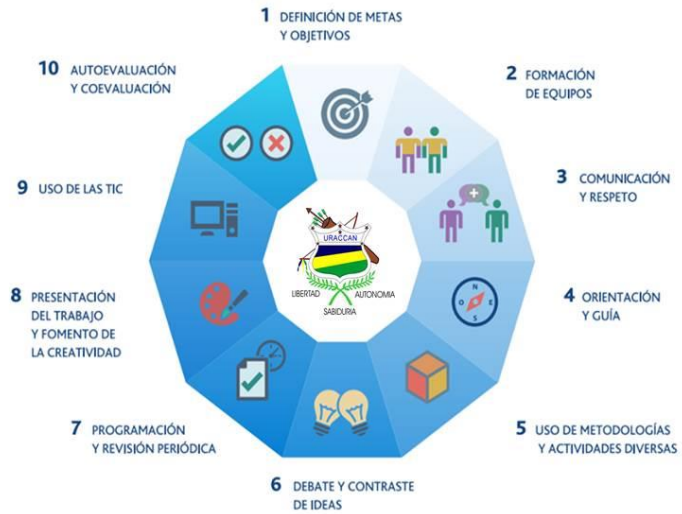 1 DEFINICIÓN DE METAS
Y OBJETIVOS
2 FORMACIÓN
DE EQUIPOS
3 COMUNICACIÓN
Y RESPETO
4 ORIENTACIÓN
Y GUÍA
5 USO DE METODOLOGÍAS
Y ACTIVIDADES DIVERSAS
6 DEBATE Y CONTRASTE
DE IDEAS
7 PROGRAMACIÓN
Y REVISIÓN PERIÓDICA
8 PRESENTACIÓN
DEL TRABAJO
Y FOMENTO DE
LA CREATIVIDAD
9 USO DE LAS TIC
10 AUTOEVALUACIÓN
Y COEVALUACIÓN
URACCAN
LIBERTAD AUTONOMIA
SABIDURIA
N
O E
S